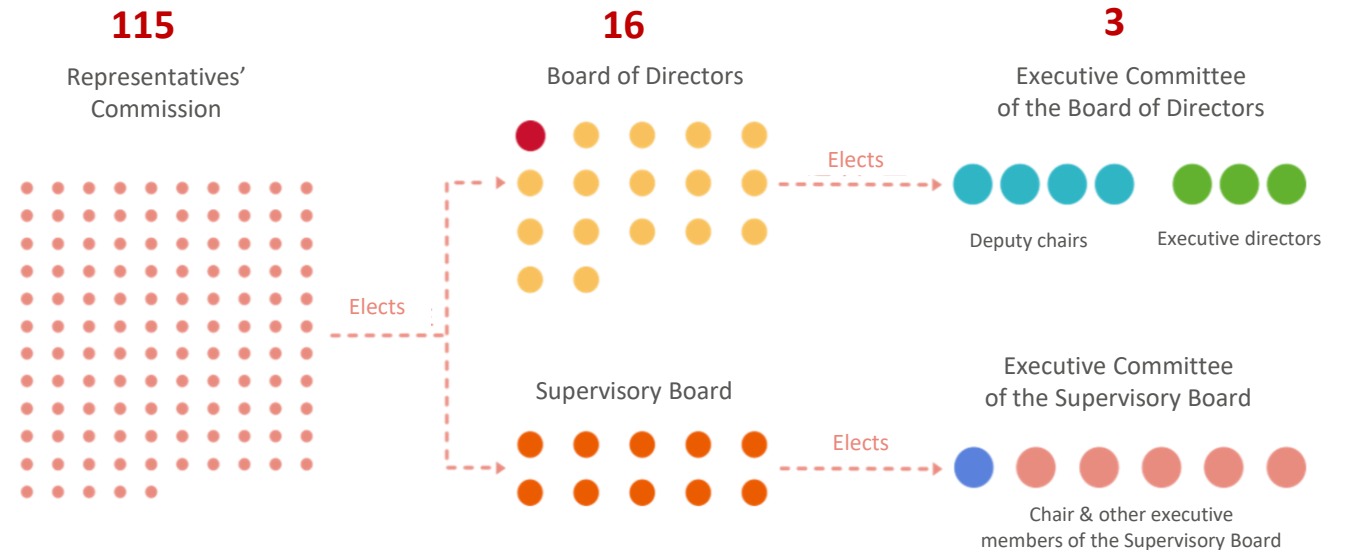 115
Representatives’
Commission
16
Board of Directors
3
Executive Committee
of the Board of Directors
Elects
Deputy chairs
Executive directors
Elects
Supervisory Board
Elects
Executive Committee
of the Supervisory Board
Chair & other executive
members of the Supervisory Board